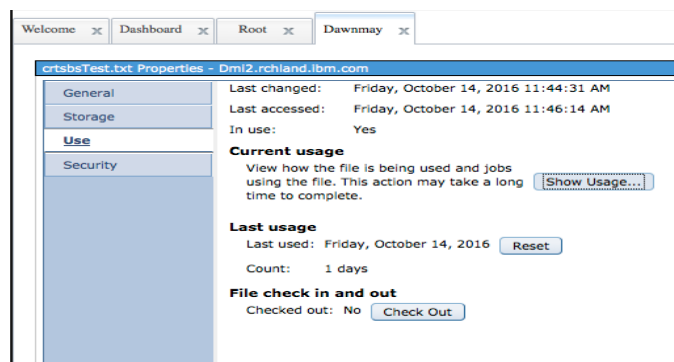 Welcome x Dashboard x Root x Dawnmay x
crtsbsTest.txt Properties - Dml2.rchland.ibm.com
General
Storage
Use
Security
Last changed: Friday, October 14, 2016 11:44:31 AM
Last accessed: Friday, October 14, 2016 11:46:14 AM
In use: Yes
Current usage
View how the file is being used and jobs
using the file. This action may take a long
time to complete.
Show Usage...
Last usage
Last used: Friday, October 14, 2016 Reset
Count: 1 days
File check in and out
Checked out: No Check Out